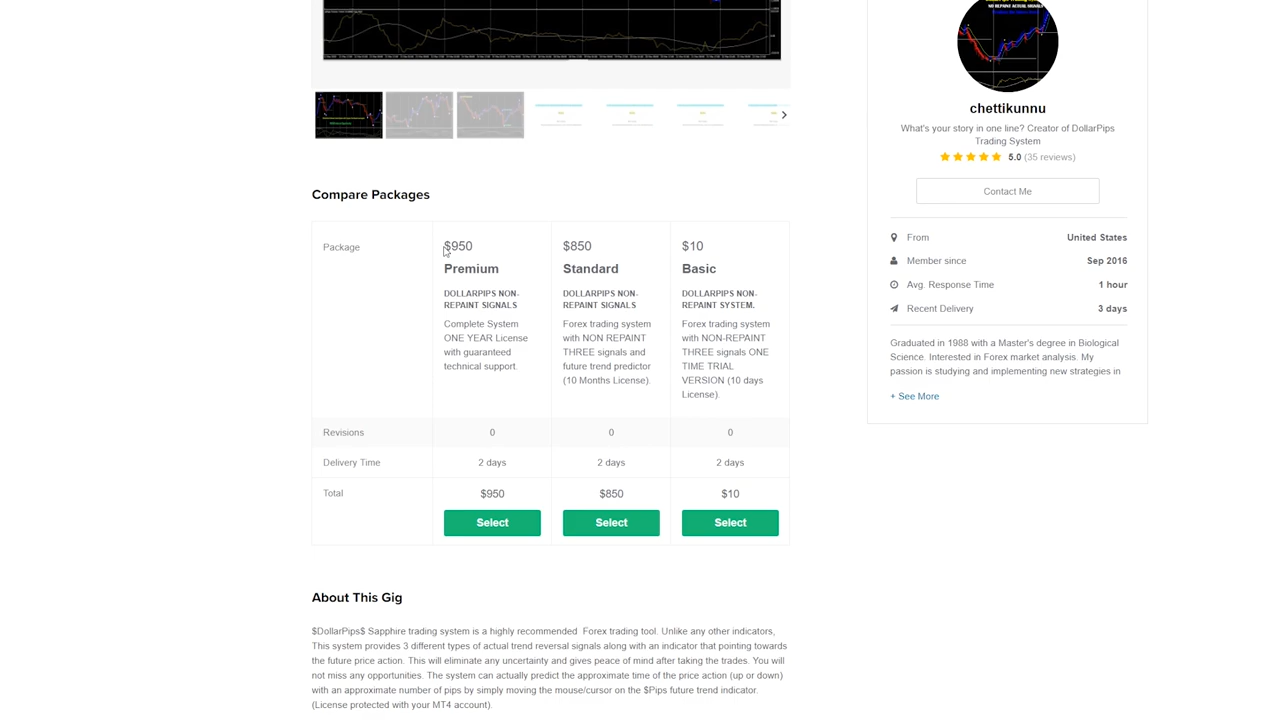 NO REPAINT ACTUAL SIGNALS
chettikunnu
What's your story in one line? Creator of DollarPips
Trading System
5.0 (35 reviews)
Contact Me
From United States
Member since Sep 2016
Avg. Response Time 1 hour
Recent Delivery 3 days
Graduated in 1988 with a Master's degree in Biological
Science. Interested in Forex market analysis. My
passion is studying and implementing new strategies in
+ See More
Compare Packages
Package $950 $850 $10
Premium Standard Basic
DOLLARPIPS NON- DOLLARPIPS NON- DOLLARPIPS NON-
REPAINT SIGNALS REPAINT SIGNALS REPAINT SYSTEM.
Complete System Forex trading system Forex trading system
ONE YEAR License with NON REPAINT with NON-REPAINT
with guaranteed THREE signals and THREE signals ONE
technical support. future trend predictor TIME TRIAL
(10 Months License). VERSION (10 days
License).
Revisions 0 0 0
Delivery Time 2 days 2 days 2 days
Total $950 $850 $10
Select Select Select
About This Gig
$DollarPips$ Sapphire trading system is a highly recommended Forex trading tool. Unlike any other indicators,
This system provides 3 different types of actual trend reversal signals along with an indicator that pointing towards
the future price action. This will eliminate any uncertainty and gives peace of mind after taking the trades. You will
not miss any opportunities. The system can actually predict the approximate time of the price action (up or down)
with an approximate number of pips by simply moving the mouse/cursor on the $Pips future trend indicator.
(License protected with your MT4 account).